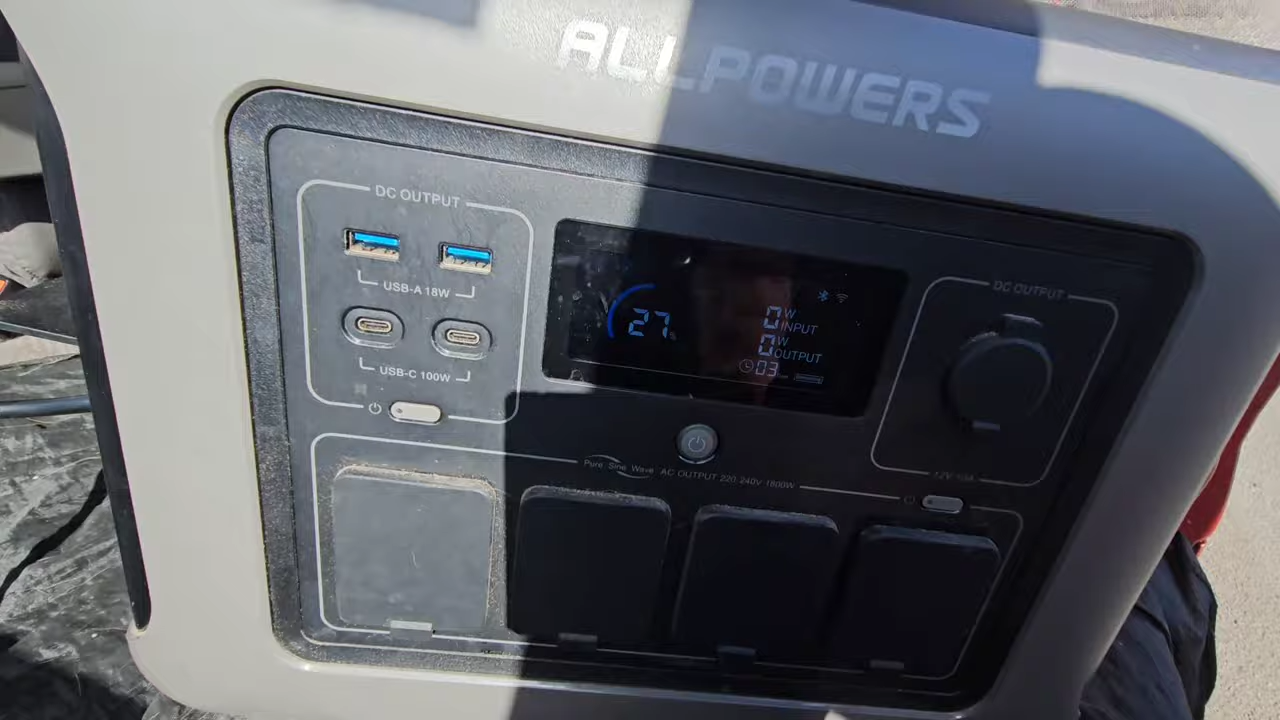 ALLPOWERS
DC OUTPUT
USB-A 18W
USB-C 100W
27%
0W
INPUT
0W
OUTPUT
03
DC OUTPUT
12V 10A
Pure Sine Wave AC OUTPUT 220-240V 1800W